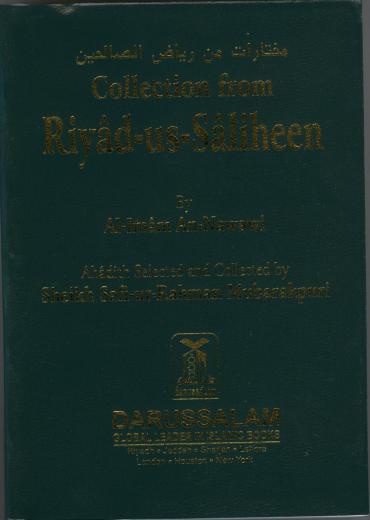 مختارات من رياض الصالحين
Collection from
Riyâd-us-Sâliheen
By
Al-Imâm An-Nawawi
Ahâdith Selected and Collected by
Sheikh Safi-ur-Rahman Mubarakpuri
DARUSSALAM
GLOBAL LEADER IN ISLAMIC BOOKS
Riyadh • Jeddah • Sharjah • Lahore
London • Houston • New York